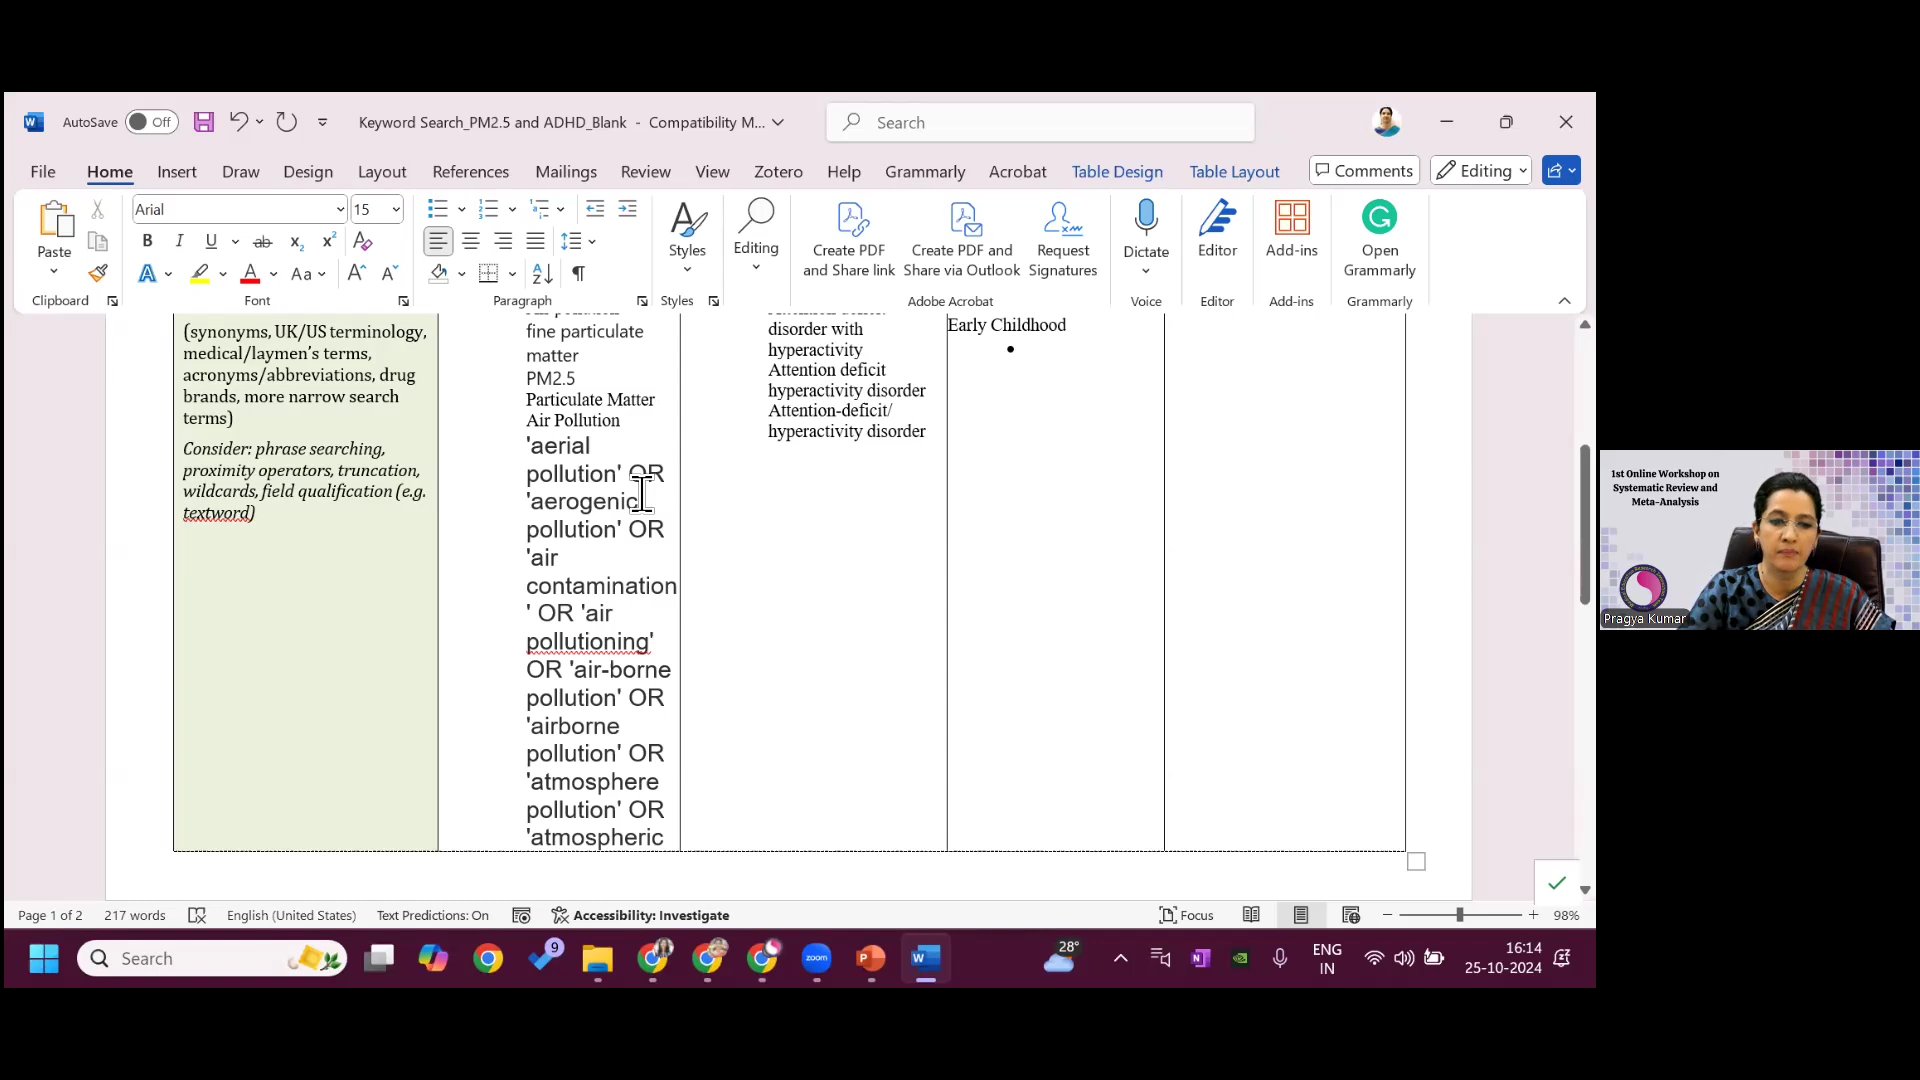 AutoSave Off
Keyword Search_PM2.5 and ADHD_Blank - Compatibility M...
Search
File Home Insert Draw Design Layout References Mailings Review View Zotero Help Grammarly Acrobat Table Design Table Layout Comments Editing
Arial 15
Paste
Styles
Editing
Create PDF
and Share link
Create PDF and
Share via Outlook
Request
Signatures
Dictate
Editor
Add-ins
Open
Grammarly
Clipboard Font Paragraph Styles Adobe Acrobat Voice Editor Add-ins Grammarly
(synonyms, UK/US terminology,
medical/laymen's terms,
acronyms/abbreviations, drug
brands, more narrow search
terms)
Consider: phrase searching,
proximity operators, truncation,
wildcards, field qualification (e.g.
textword)
fine particulate
matter
PM2.5
Particulate Matter
Air Pollution
'aerial
pollution' OR
'aerogenic
pollution' OR
'air
contamination
' OR 'air
pollutioning'
OR 'air-borne
pollution' OR
'airborne
pollution' OR
'atmosphere
pollution' OR
'atmospheric
disorder with
hyperactivity
Attention deficit
hyperactivity disorder
Attention-deficit/
hyperactivity disorder
Early Childhood
•
Page 1 of 2 217 words English (United States) Text Predictions: On Accessibility: Investigate Focus 98%
Search
9
zoom
28°
ENG
IN
16:14
25-10-2024
1st Online Workshop on
Systematic Review and
Meta-Analysis
Pragya Kumar